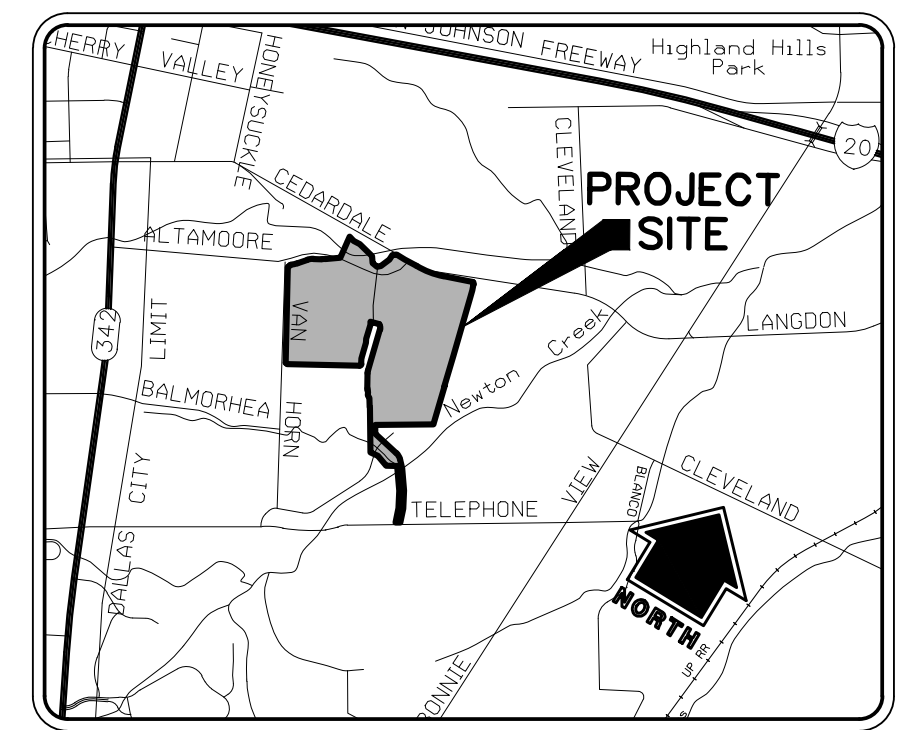 CHERRY
VALLEY
HONEYSUCKLE
JOHNSON FREEWAY
Highland Hills
Park
20
CLEVELAND
CEDARDALE
PROJECT
SITE
ALTAMOORE
342
LIMIT
VAN
LANGDON
Newton Creek
BALMORHEA
HORN
CITY
VIEW
BLANCO
CLEVELAND
TELEPHONE
DALLAS
NORTH
UP RR
BONNIE